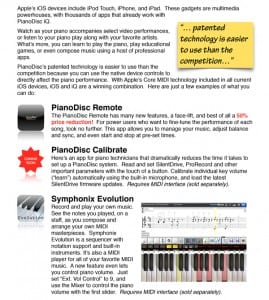 Apple's iOS devices include iPod Touch, iPhone, and iPad. These gadgets are multimedia
powerhouses, with thousands of apps that already work with
PianoDisc iQ.
Watch as your piano accompanies select video performances,
or listen to your piano play along with your favorite artists.
What's more, you can learn to play the piano, play educational
games, or even compose music using a host of professional
apps.
PianoDisc's patented technology is easier to use than the
competition because you can use the native device controls to
directly affect the piano performance. With Apple's Core MIDI technology included in all current
iOS devices, iOS and iQ are a winning combination. Here are just a few examples of what you
can do.
"… patented
technology is easier
to use than the
competition…"
PianoDisc Remote
The PianoDisc Remote has many new features, a face-lift, and best of all a 50%
price reduction! For power users who want to fine-tune the performance of each
song, look no further. This app allows you to manage your music, adjust balance
and sync, and even start and stop at pre-set times.
COMING
SOON
PianoDisc Calibrate
Here's an app for piano technicians that dramatically reduces the time it takes to
set up a PianoDisc system. Read and set SilentDrive, ProRecord and other
important parameters with the touch of a button. Calibrate individual key volume
("learn") automatically using the built-in microphone, and load the latest
SilentDrive firmware updates. Requires MIDI interface (sold separately).
Evolution
Symphonix Evolution
Record and play your own music.
See the notes you played, on a
staff, as you compose and
arrange your own MIDI
masterpieces. Symphonix
Evolution is a sequencer with
notation support and built-in
instruments. It's also a MIDI
player for all of your favorite MIDI
music. A new feature even lets
you control piano volume. Just
set "Ext. Vol Control" to 9, and
use the Mixer to control the piano
volume with the first slider. Requires MIDI interface (sold separately).